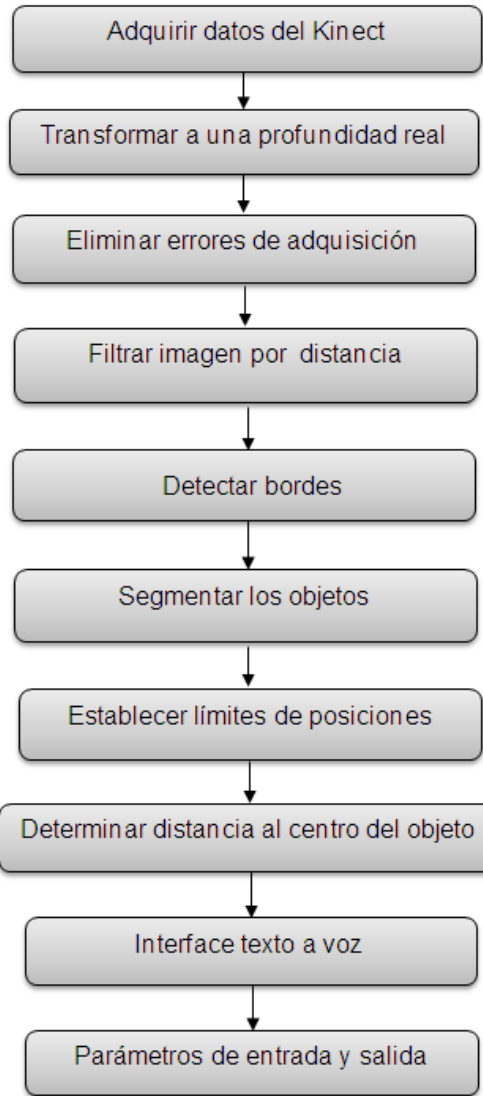 Adquirir datos del Kinect
Transformar a una profundidad real
Eliminar errores de adquisición
Filtrar imagen por distancia
Detectar bordes
Segmentar los objetos
Establecer límites de posiciones
Determinar distancia al centro del objeto
Interface texto a voz
Parámetros de entrada y salida